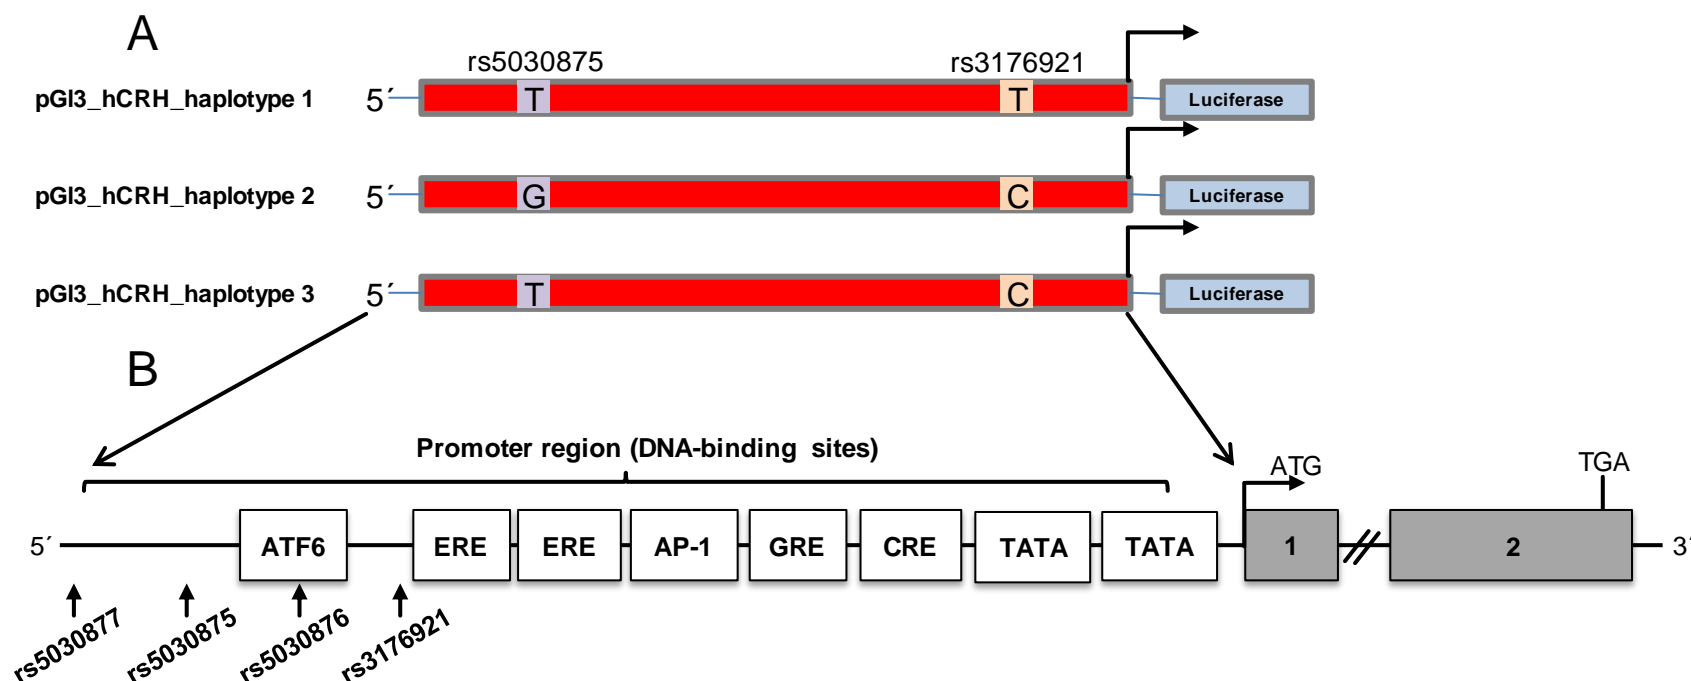 A
rs5030875 rs3176921
pGl3_hCRH_haplotype 1 5´ T T Luciferase
pGl3_hCRH_haplotype 2 5´ G C Luciferase
pGl3_hCRH_haplotype 3 5´ T C Luciferase
B
Promoter region (DNA-binding sites)
ATG TGA
5´ ATF6 ERE ERE AP-1 GRE CRE TATA TATA 1 2 3´
rs5030877 rs5030875 rs5030876 rs3176921